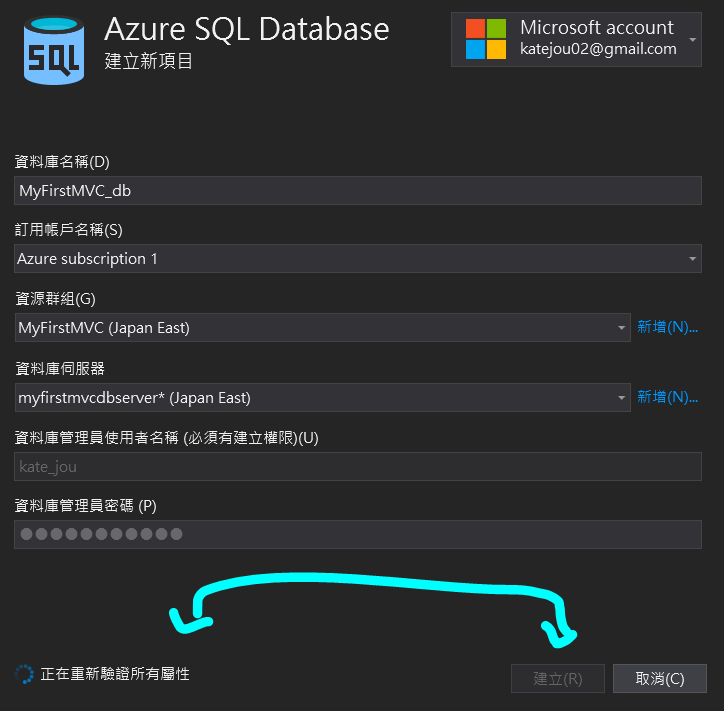 Azure SQL Database
建立新項目
Microsoft account
katejou02@gmail.com
SQL
資料庫名稱(D)
MyFirstMVC_db
訂用帳戶名稱(S)
Azure subscription 1
資源群組(G)
MyFirstMVC (Japan East)
新增(N)...
資料庫伺服器
myfirstmvcdbserver* (Japan East)
新增(N)...
資料庫管理員使用者名稱 (必須有建立權限)(U)
kate_jou
資料庫管理員密碼 (P)
●●●●●●●●●●●
正在重新驗證所有屬性
建立(R)
取消(C)